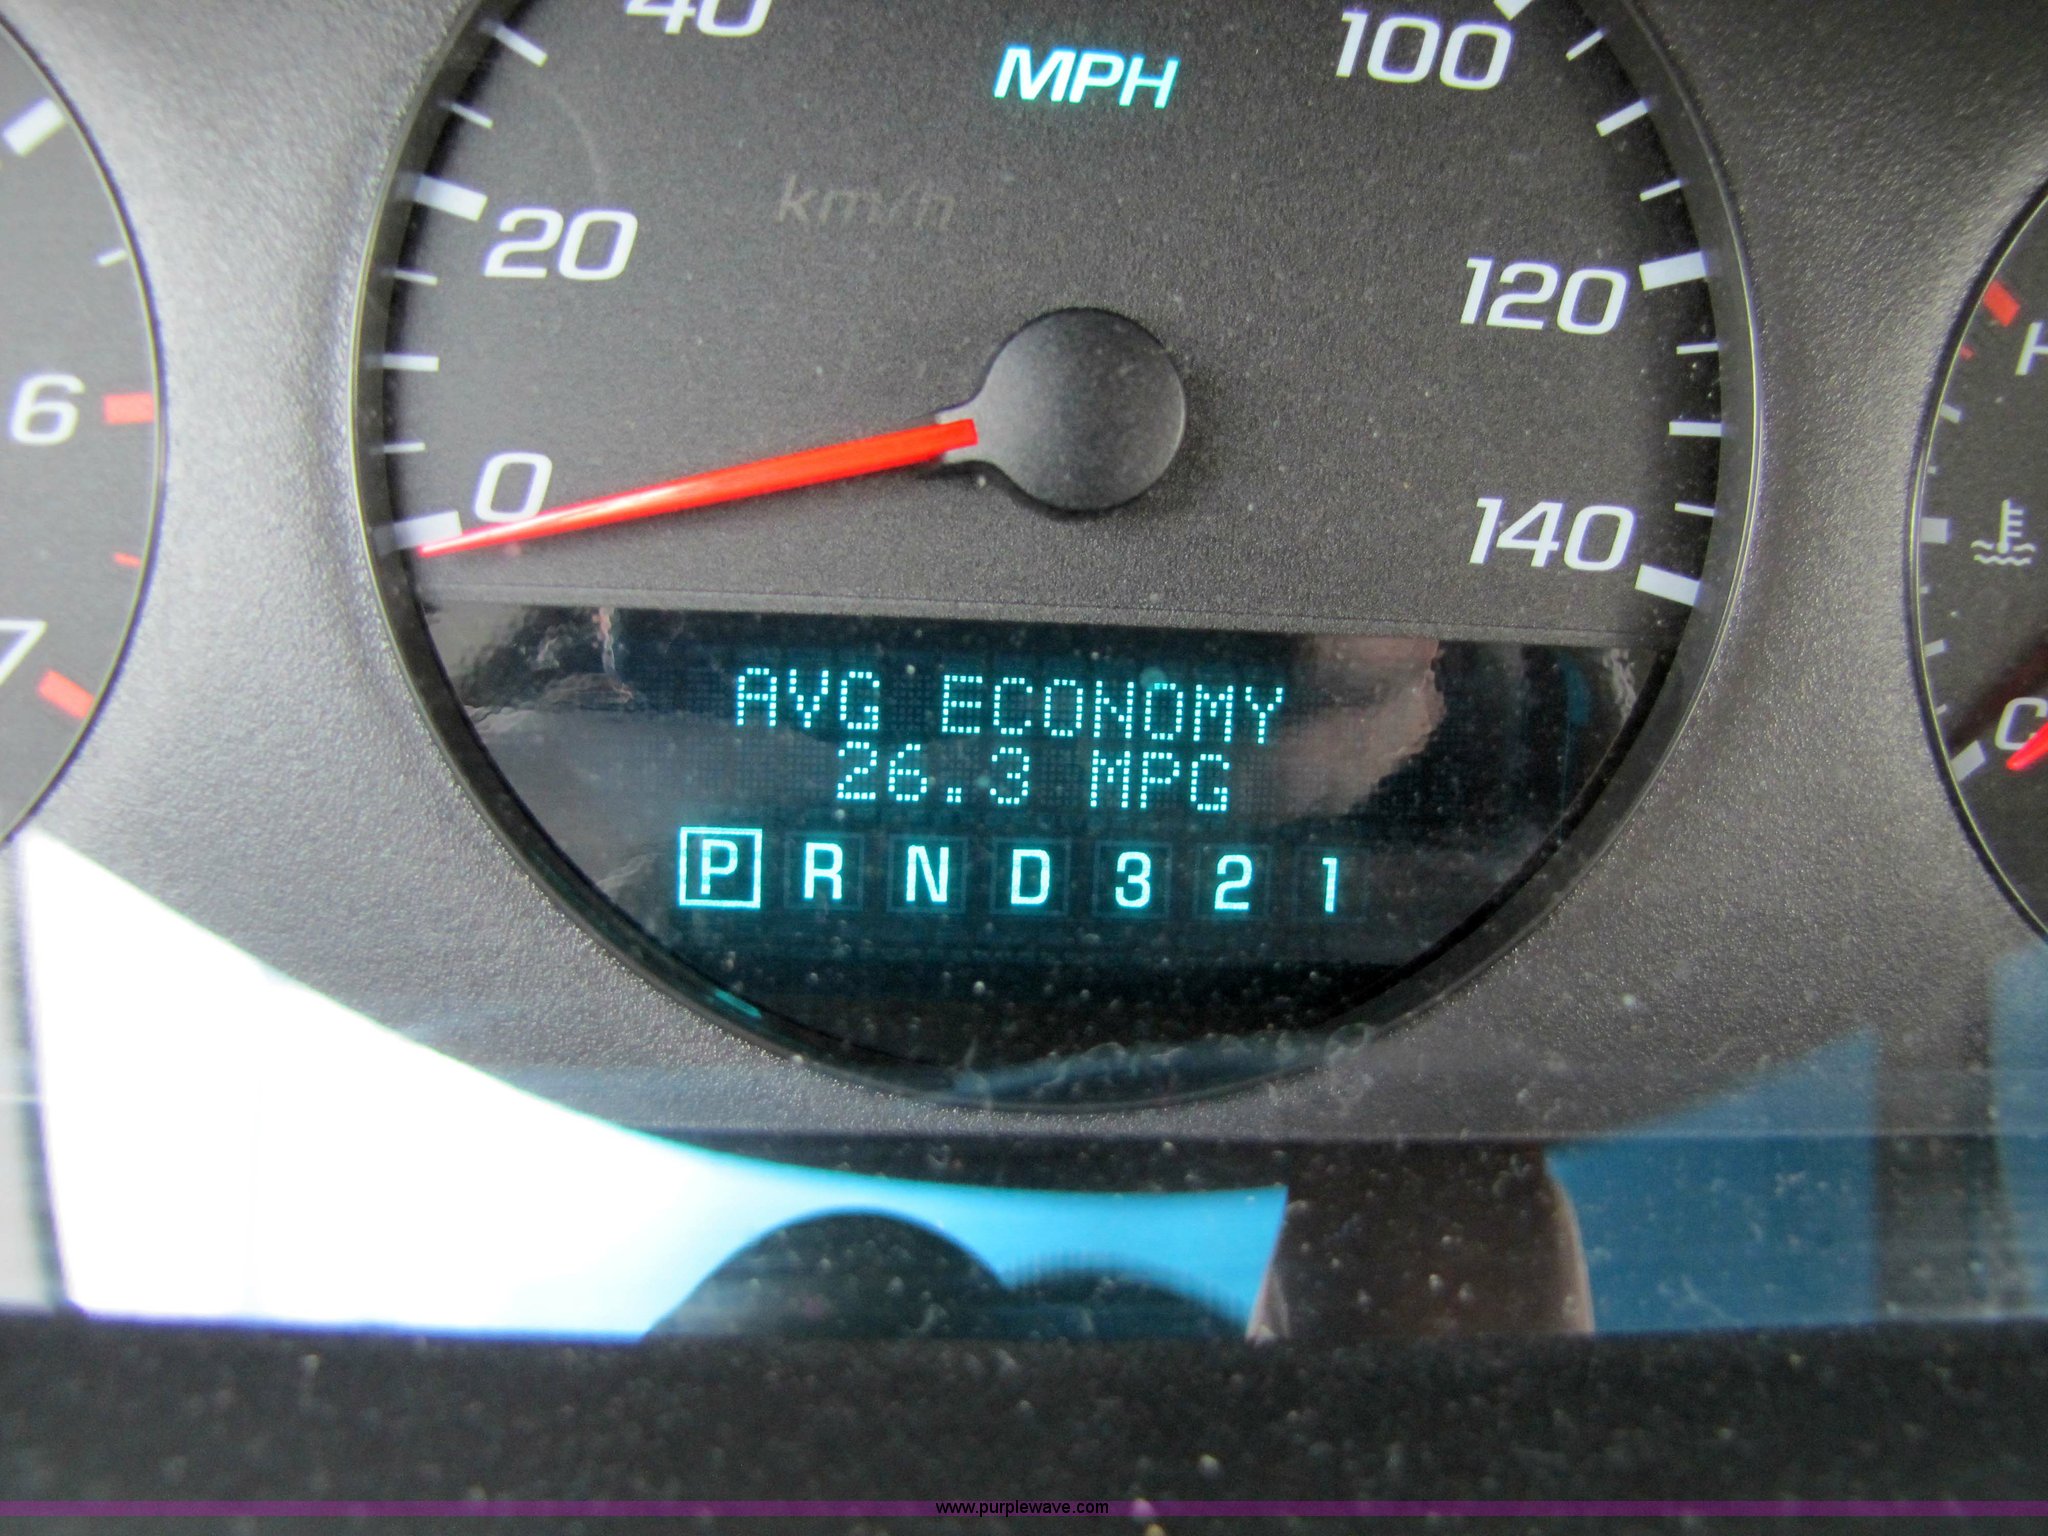 40
MPH
100
km/h
20
120
H
6
0
140
7
C
AVG ECONOMY
26.3 MPG
P R N D 3 2 1
www.purplewave.com